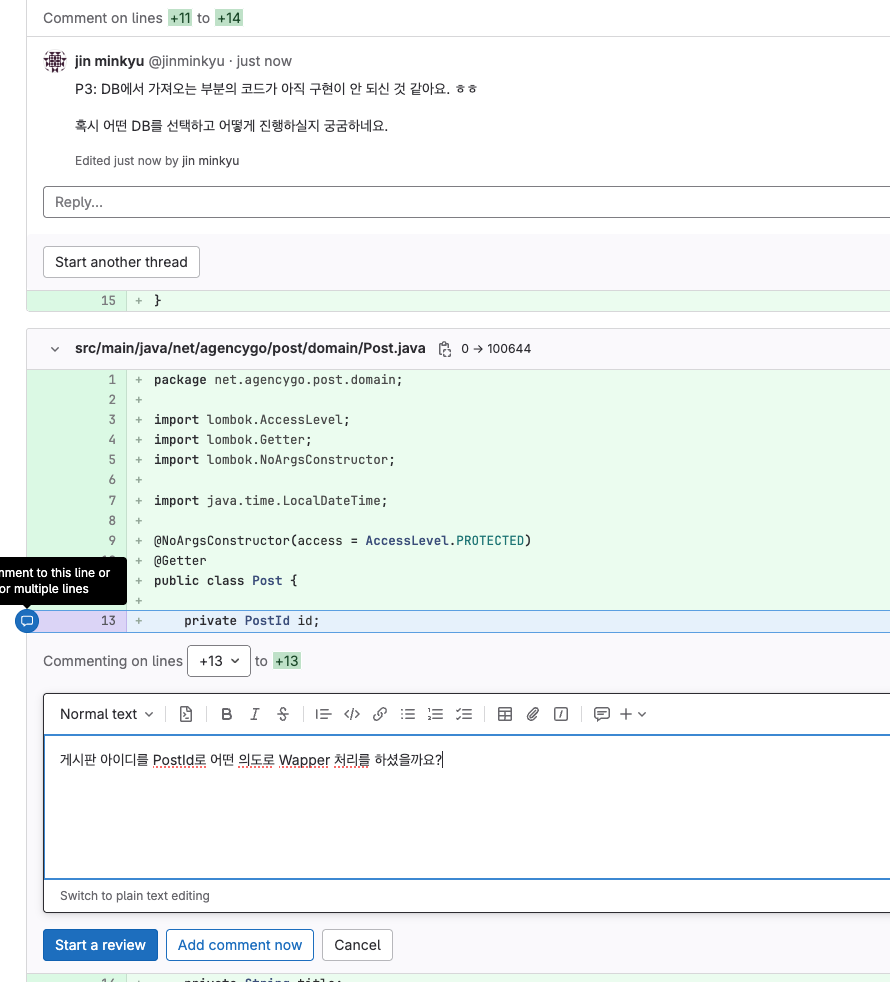 Comment on lines +11 to +14
jin minkyu @jinminkyu · just now
P3: DB에서 가져오는 부분의 코드가 아직 구현이 안 되신 것 같아요. ㅎㅎ
혹시 어떤 DB를 선택하고 어떻게 진행하실지 궁굼하네요.
Edited just now by jin minkyu
Reply...
Start another thread
15 + }
src/main/java/net/agencygo/post/domain/Post.java 0 → 100644
1 + package net.agencygo.post.domain;
2 +
3 + import lombok.AccessLevel;
4 + import lombok.Getter;
5 + import lombok.NoArgsConstructor;
6 +
7 + import java.time.LocalDateTime;
8 +
9 + @NoArgsConstructor(access = AccessLevel.PROTECTED)
+ @Getter
mment to this line or
+ public class Post {
or multiple lines
+
13 + private PostId id;
Commenting on lines +13 to +13
Normal text
게시판 아이디를 PostId로 어떤 의도로 Wapper 처리를 하셨을까요?
Switch to plain text editing
Start a review Add comment now Cancel
14 + private String title;